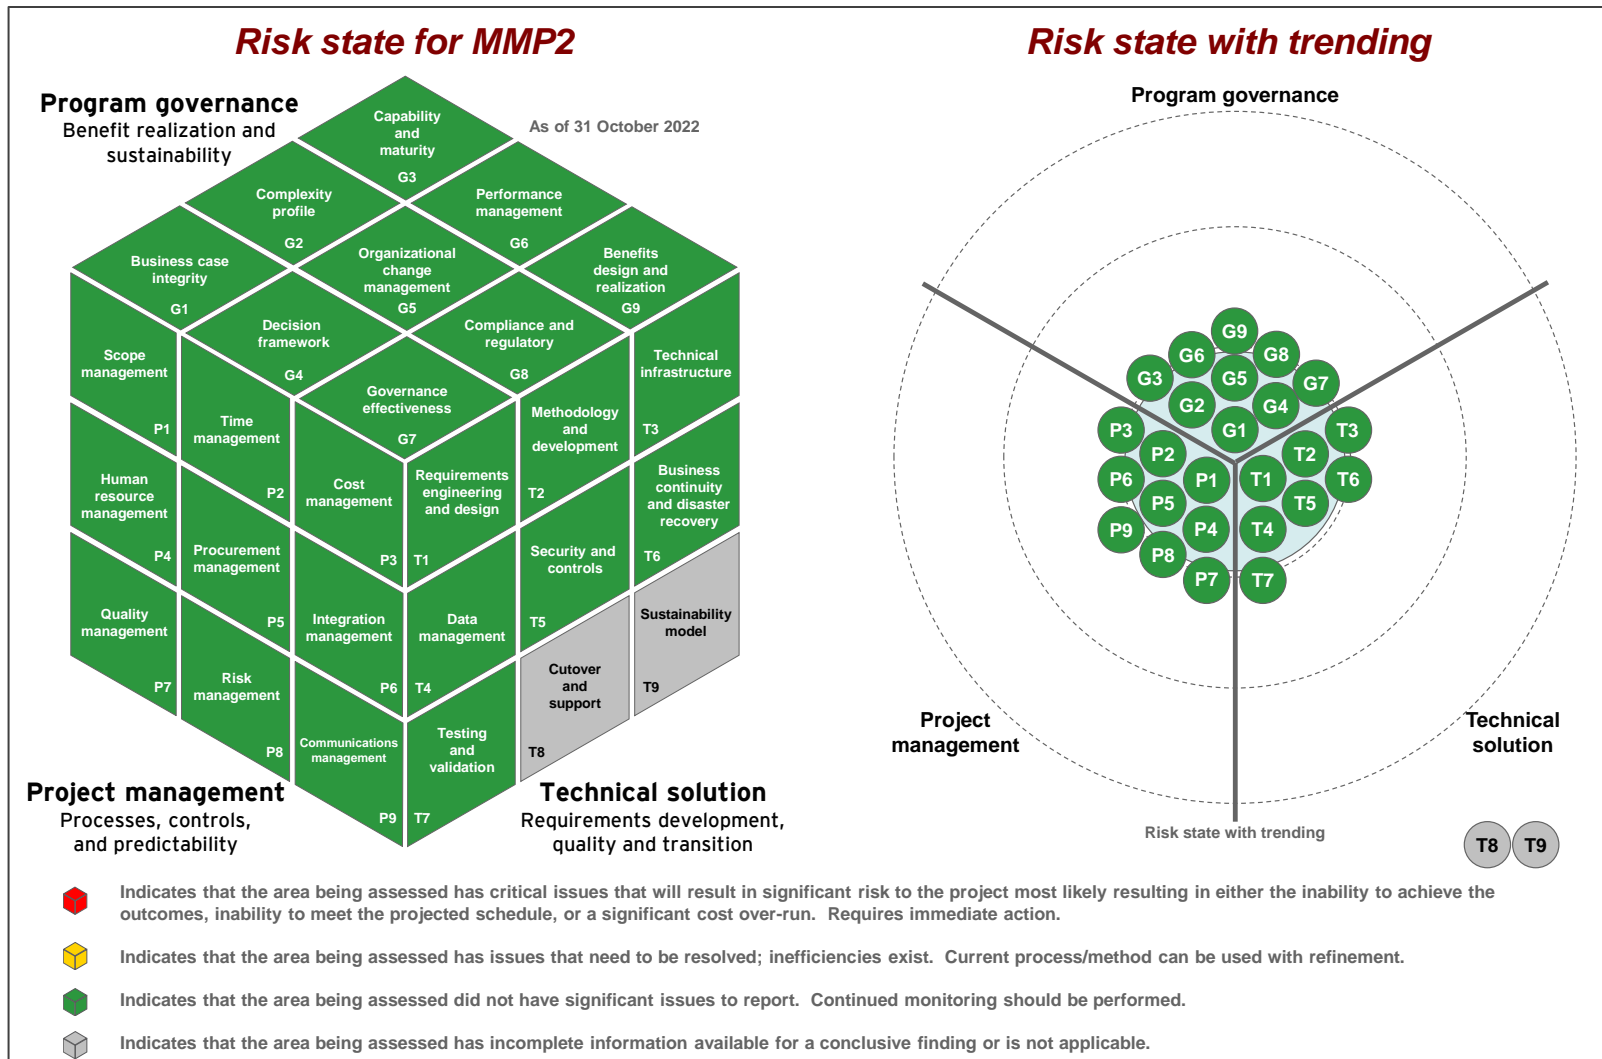 Risk state for MMP2
Risk state with trending
Program governance
Benefit realization and
sustainability
As of 31 October 2022
Capability
and
maturity
G3
Complexity
profile
G2
Performance
management
G6
Business case
integrity
G1
Organizational
change
management
G5
Benefits
design and
realization
G9
Decision
framework
G4
Compliance and
regulatory
G8
Governance
effectiveness
G7
Scope
management
P1
Time
management
P2
Cost
management
P3
Human
resource
management
P4
Procurement
management
P5
Integration
management
P6
Quality
management
P7
Risk
management
P8
Communications
management
P9
Requirements
engineering
and design
T1
Methodology
and
development
T2
Technical
infrastructure
T3
Data
management
T4
Security and
controls
T5
Business
continuity
and disaster
recovery
T6
Testing
and
validation
T7
Cutover
and
support
T8
Sustainability
model
T9
Project management
Processes, controls,
and predictability
Technical solution
Requirements development,
quality and transition
Program governance
G9
G6
G8
G3
G5
G7
G2
G4
G1
P3
P2
P1
P6
P5
P4
P9
P8
P7
T3
T2
T1
T6
T5
T4
T7
Project
management
Technical
solution
Risk state with trending
T8
T9
Indicates that the area being assessed has critical issues that will result in significant risk to the project most likely resulting in either the inability to achieve the
outcomes, inability to meet the projected schedule, or a significant cost over-run. Requires immediate action.
Indicates that the area being assessed has issues that need to be resolved; inefficiencies exist. Current process/method can be used with refinement.
Indicates that the area being assessed did not have significant issues to report. Continued monitoring should be performed.
Indicates that the area being assessed has incomplete information available for a conclusive finding or is not applicable.